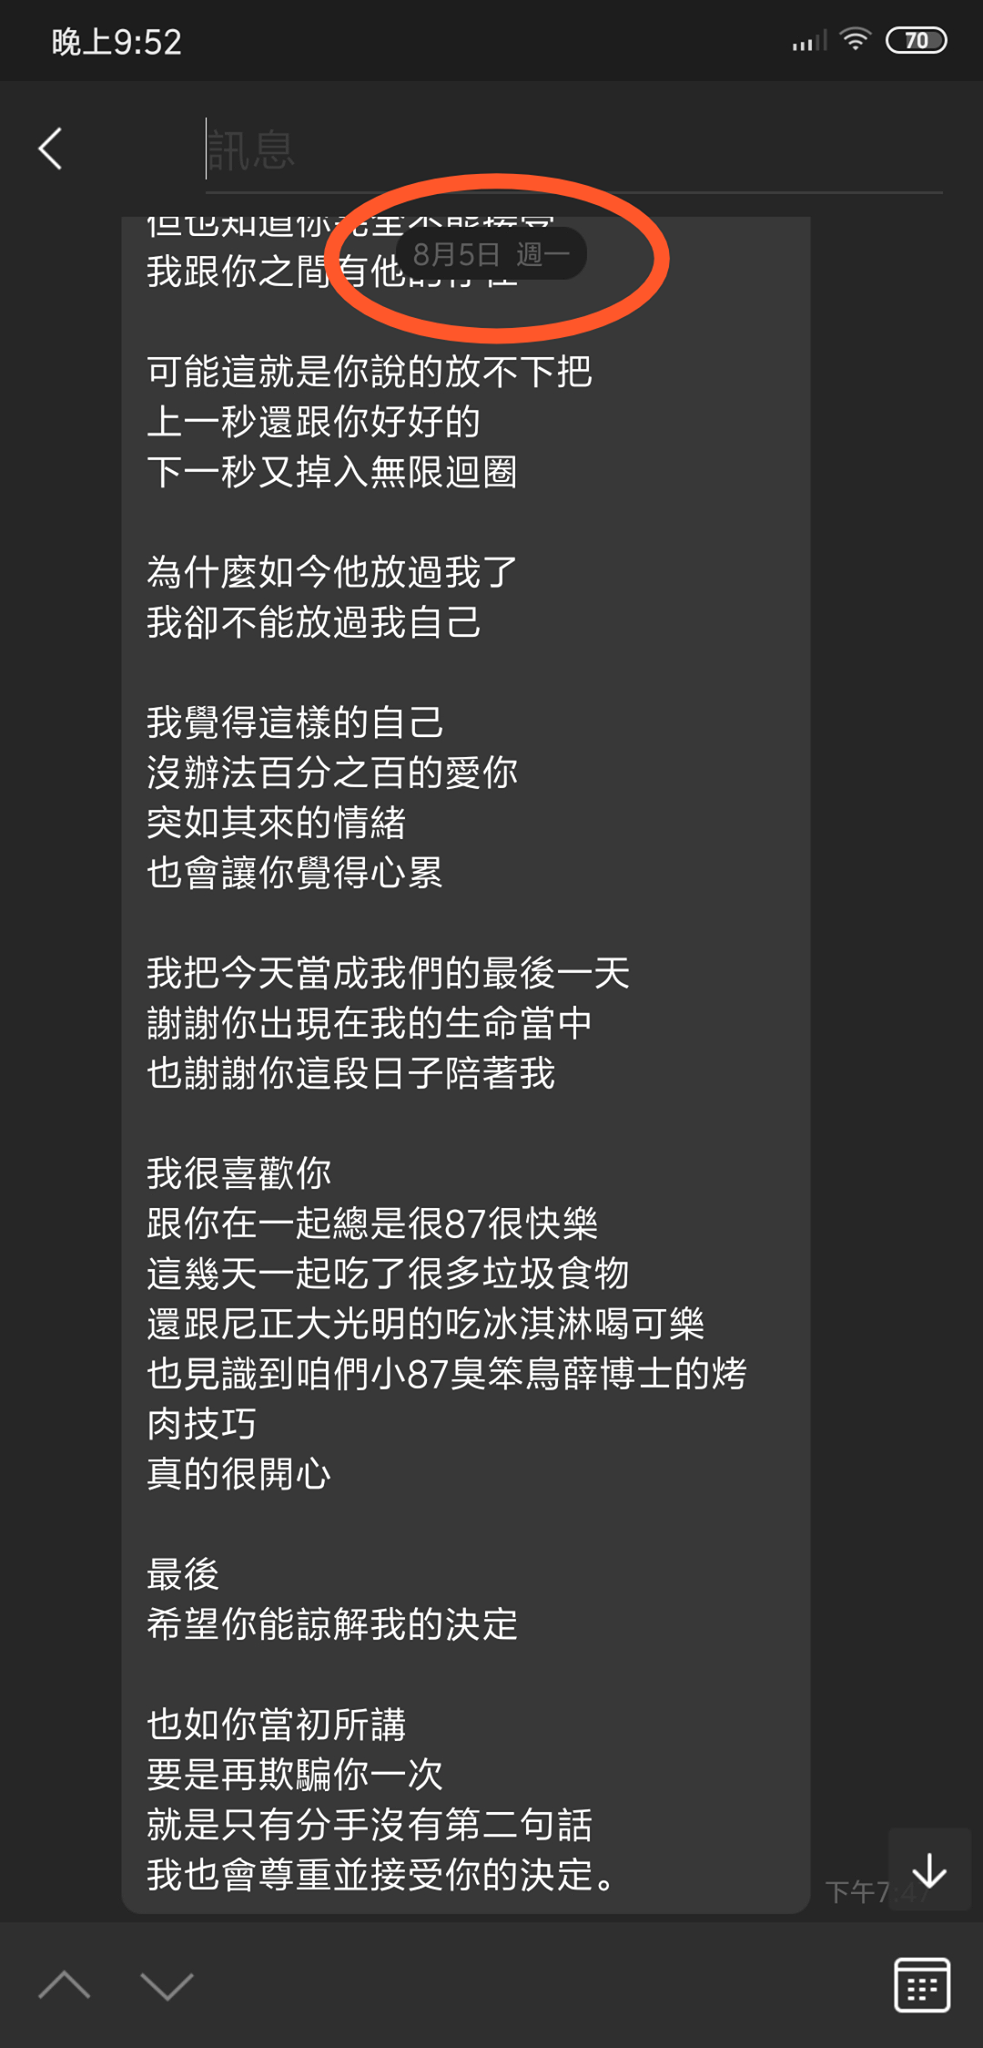 晚上9:52
70
訊息
8月5日 週一
我跟你之間有他的存在
可能這就是你說的放不下把
上一秒還跟你好好的
下一秒又掉入無限迴圈
為什麼如今他放過我了
我卻不能放過我自己
我覺得這樣的自己
沒辦法百分之百的愛你
突如其來的情緒
也會讓你覺得心累
我把今天當成我們的最後一天
謝謝你出現在我的生命當中
也謝謝你這段日子陪著我
我很喜歡你
跟你在一起總是很87很快樂
這幾天一起吃了很多垃圾食物
還跟尼正大光明的吃冰淇淋喝可樂
也見識到咱們小87臭笨鳥薛博士的烤
肉技巧
真的很開心
最後
希望你能諒解我的決定
也如你當初所講
要是再欺騙你一次
就是只有分手沒有第二句話
我也會尊重並接受你的決定。
下午7:47